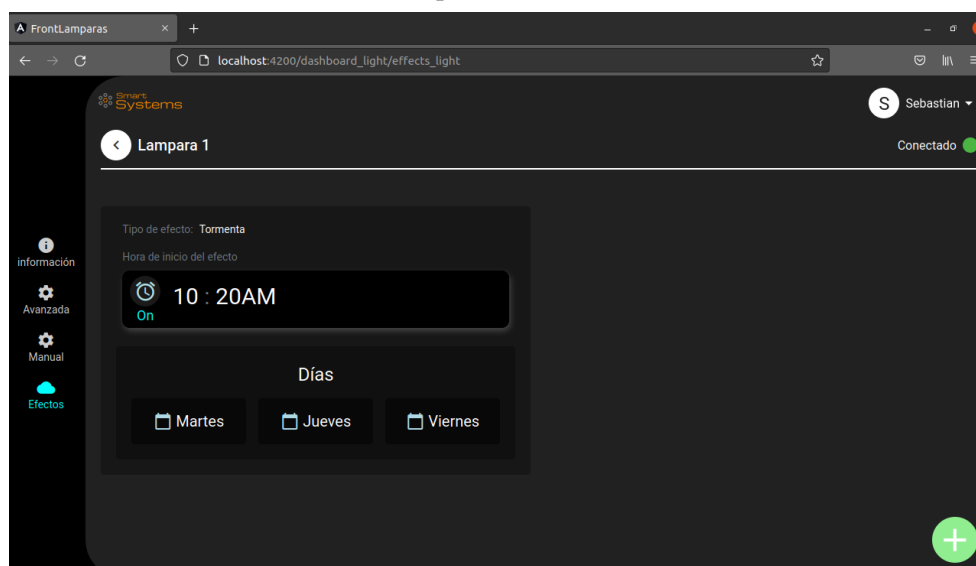 FrontLamparas
localhost:4200/dashboard_light/effects_light
Smart
Systems
S Sebastian
Lampara 1
Conectado
Tipo de efecto: Tormenta
Hora de inicio del efecto
10 : 20AM
On
Días
Martes Jueves Viernes
información
Avanzada
Manual
Efectos